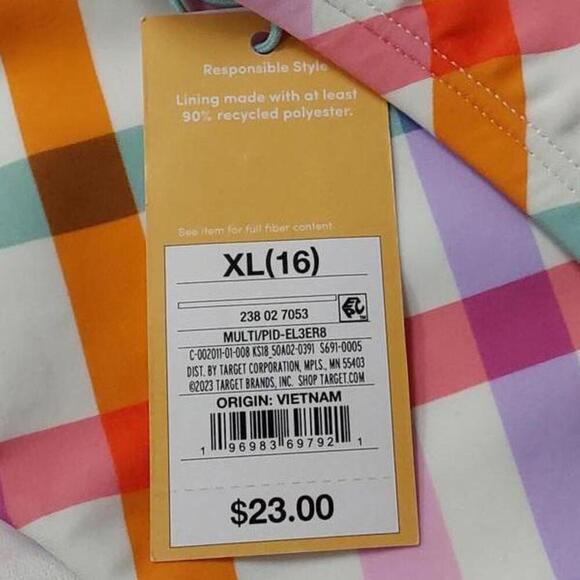 Responsible Style
Lining made with at least
90% recycled polyester.
See item for full fiber content.
XL(16)
238 02 7053
MULTI/PID-EL3ER8
C-002011-01-008 KS18_50A02-0391 S691-0005
DIST. BY TARGET CORPORATION, MPLS., MN 55403
©2023 TARGET BRANDS, INC. SHOP TARGET.COM
ORIGIN: VIETNAM
1 96983 69792 1
$23.00